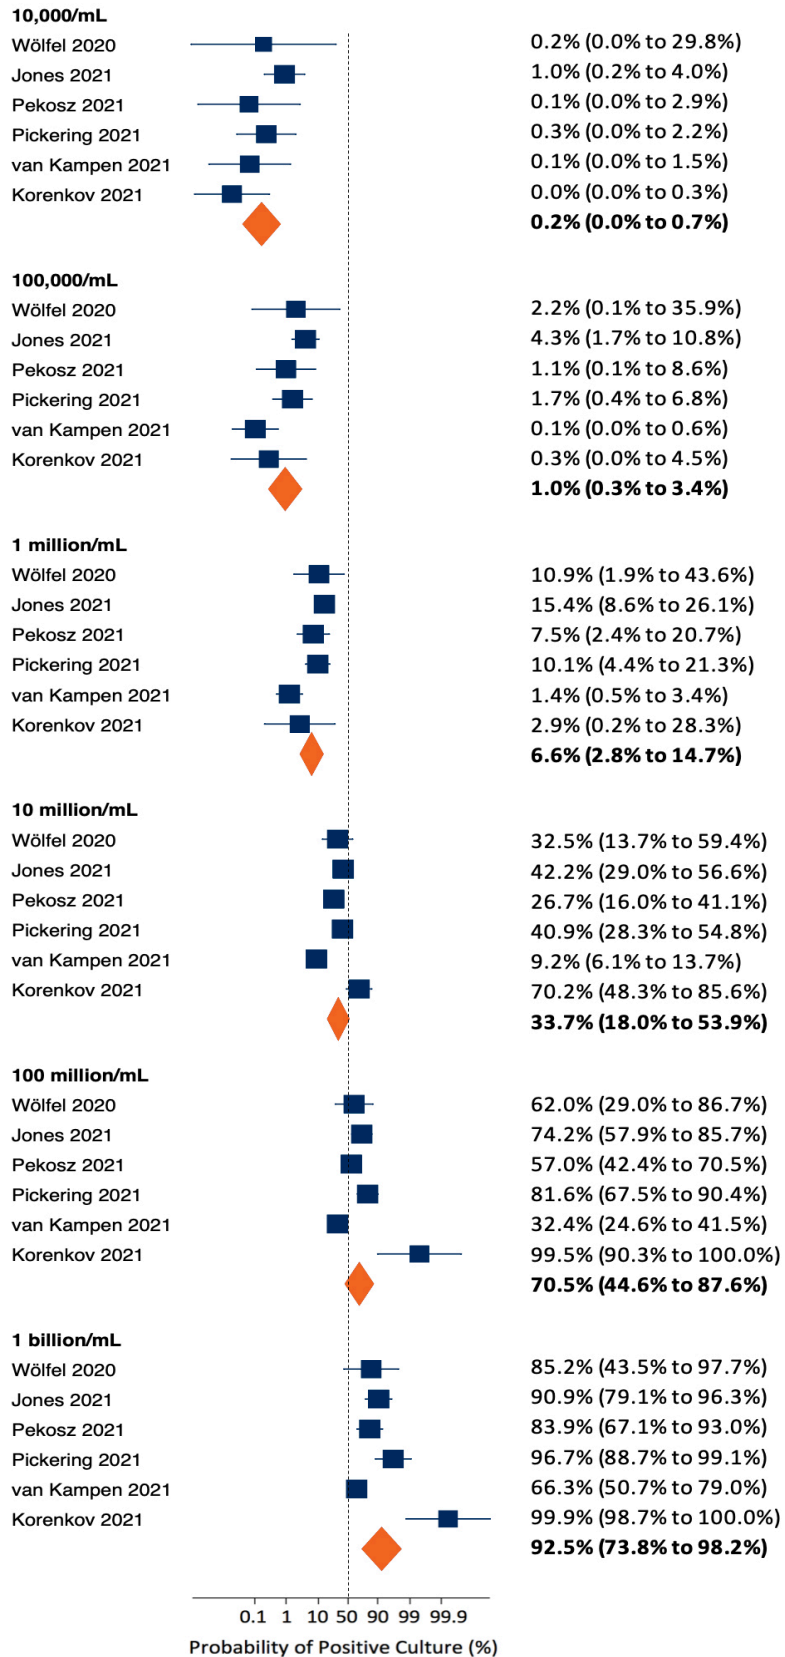 10,000/mL
Wölfel 2020 0.2% (0.0% to 29.8%)
Jones 2021 1.0% (0.2% to 4.0%)
Pekosz 2021 0.1% (0.0% to 2.9%)
Pickering 2021 0.3% (0.0% to 2.2%)
van Kampen 2021 0.1% (0.0% to 1.5%)
Korenkov 2021 0.0% (0.0% to 0.3%)
0.2% (0.0% to 0.7%)
100,000/mL
Wölfel 2020 2.2% (0.1% to 35.9%)
Jones 2021 4.3% (1.7% to 10.8%)
Pekosz 2021 1.1% (0.1% to 8.6%)
Pickering 2021 1.7% (0.4% to 6.8%)
van Kampen 2021 0.1% (0.0% to 0.6%)
Korenkov 2021 0.3% (0.0% to 4.5%)
1.0% (0.3% to 3.4%)
1 million/mL
Wölfel 2020 10.9% (1.9% to 43.6%)
Jones 2021 15.4% (8.6% to 26.1%)
Pekosz 2021 7.5% (2.4% to 20.7%)
Pickering 2021 10.1% (4.4% to 21.3%)
van Kampen 2021 1.4% (0.5% to 3.4%)
Korenkov 2021 2.9% (0.2% to 28.3%)
6.6% (2.8% to 14.7%)
10 million/mL
Wölfel 2020 32.5% (13.7% to 59.4%)
Jones 2021 42.2% (29.0% to 56.6%)
Pekosz 2021 26.7% (16.0% to 41.1%)
Pickering 2021 40.9% (28.3% to 54.8%)
van Kampen 2021 9.2% (6.1% to 13.7%)
Korenkov 2021 70.2% (48.3% to 85.6%)
33.7% (18.0% to 53.9%)
100 million/mL
Wölfel 2020 62.0% (29.0% to 86.7%)
Jones 2021 74.2% (57.9% to 85.7%)
Pekosz 2021 57.0% (42.4% to 70.5%)
Pickering 2021 81.6% (67.5% to 90.4%)
van Kampen 2021 32.4% (24.6% to 41.5%)
Korenkov 2021 99.5% (90.3% to 100.0%)
70.5% (44.6% to 87.6%)
1 billion/mL
Wölfel 2020 85.2% (43.5% to 97.7%)
Jones 2021 90.9% (79.1% to 96.3%)
Pekosz 2021 83.9% (67.1% to 93.0%)
Pickering 2021 96.7% (88.7% to 99.1%)
van Kampen 2021 66.3% (50.7% to 79.0%)
Korenkov 2021 99.9% (98.7% to 100.0%)
92.5% (73.8% to 98.2%)
0.1 1 10 50 90 99 99.9
Probability of Positive Culture (%)